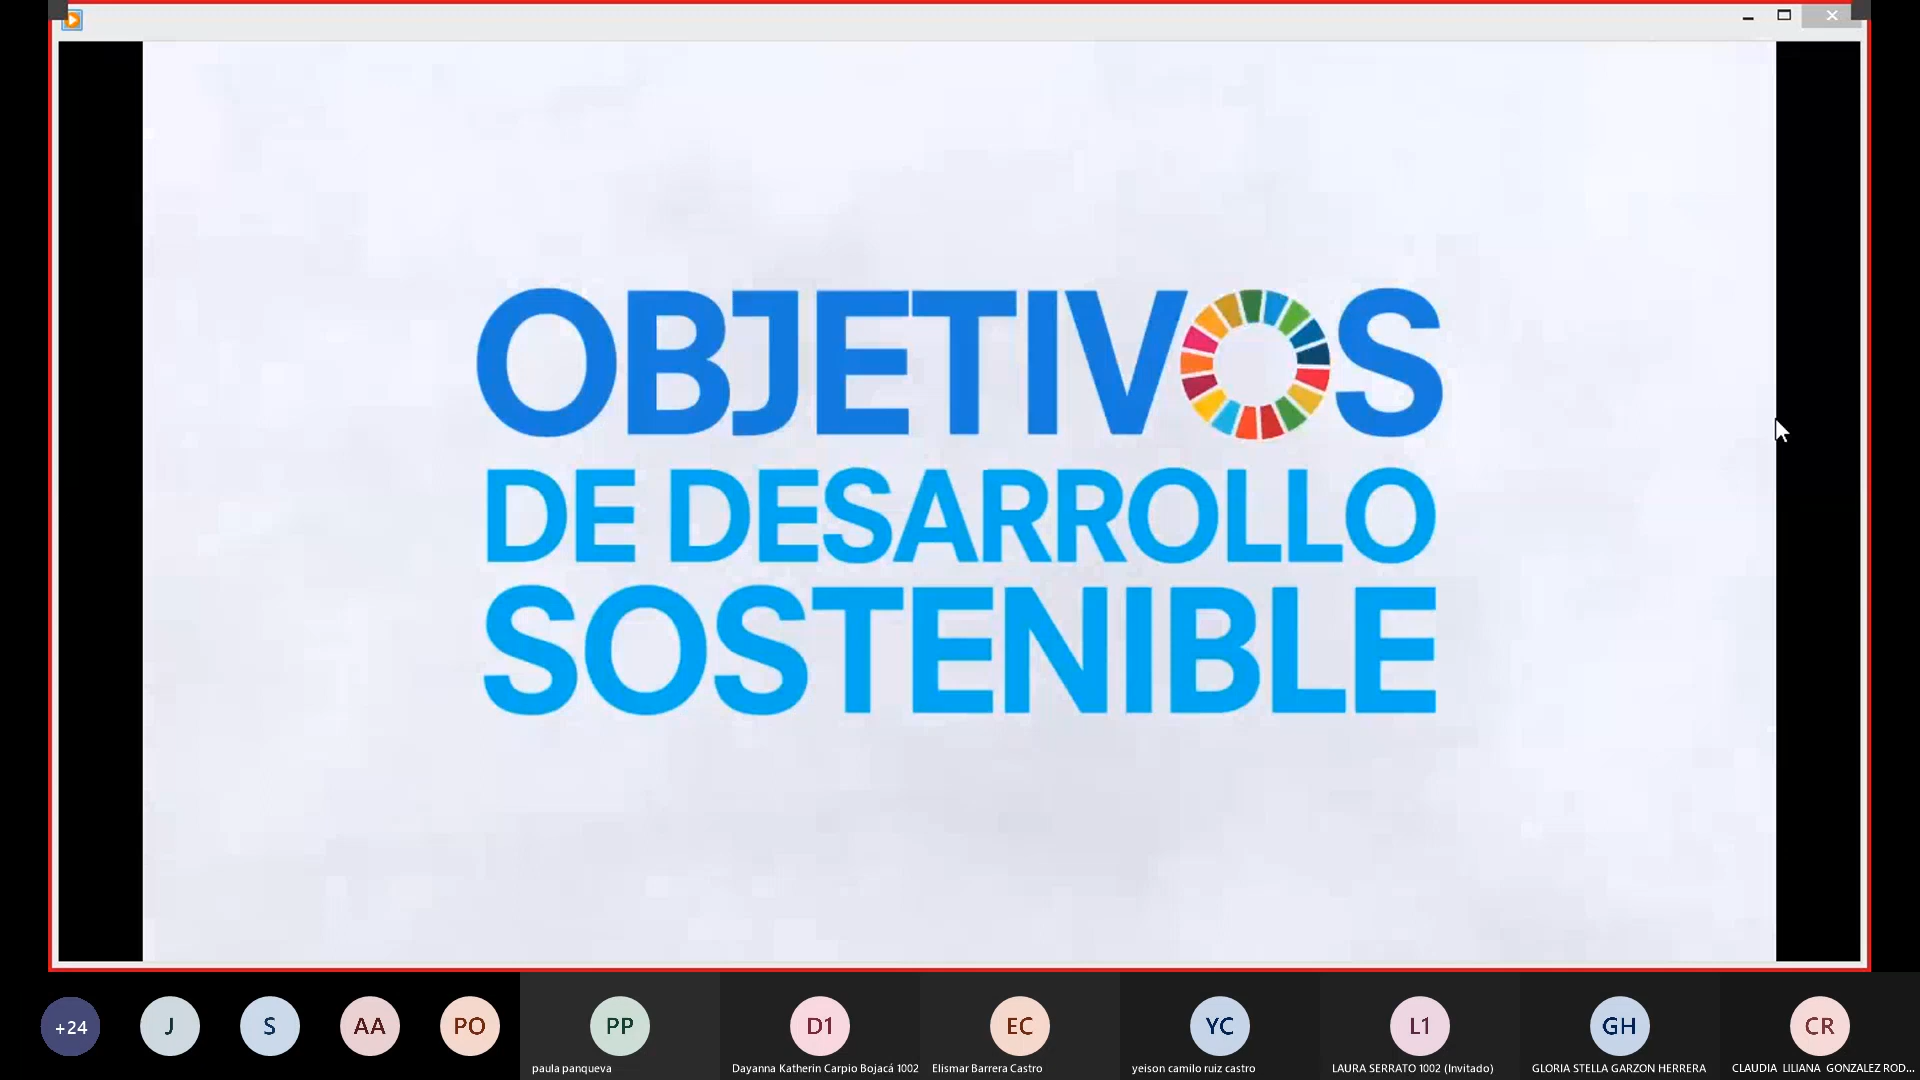 OBJETIVOS
DE DESARROLLO
SOSTENIBLE
+24
J
S
AA
PO
PP
D1
EC
YC
L1
GH
CR
paula panqueva
Dayanna Katherin Carpio Bojacá 1002
Elismar Barrera Castro
yeison camilo ruiz castro
LAURA SERRATO 1002 (Invitado)
GLORIA STELLA GARZON HERRERA
CLAUDIA LILIANA GONZALEZ ROD...